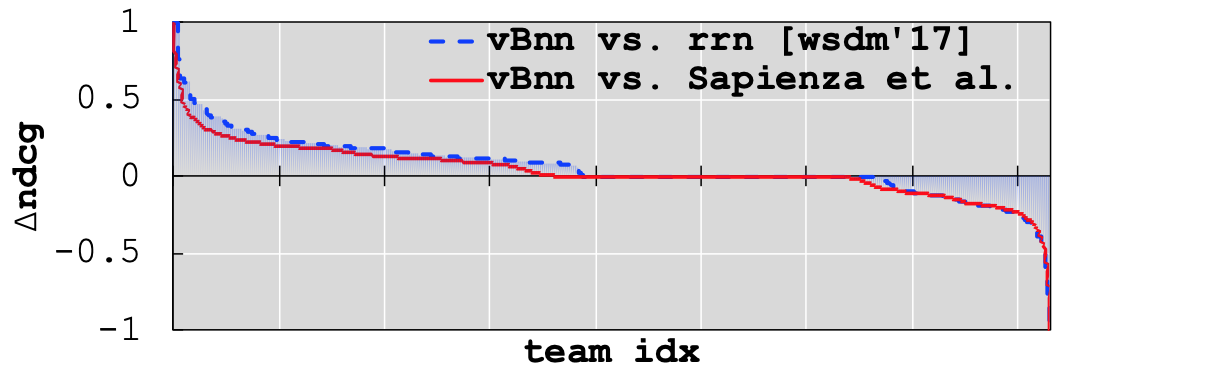 1
vBnn vs. rrn [wsdm'17]
vBnn vs. Sapienza et al.
0.5
0
-0.5
-1
Δndcg
team idx